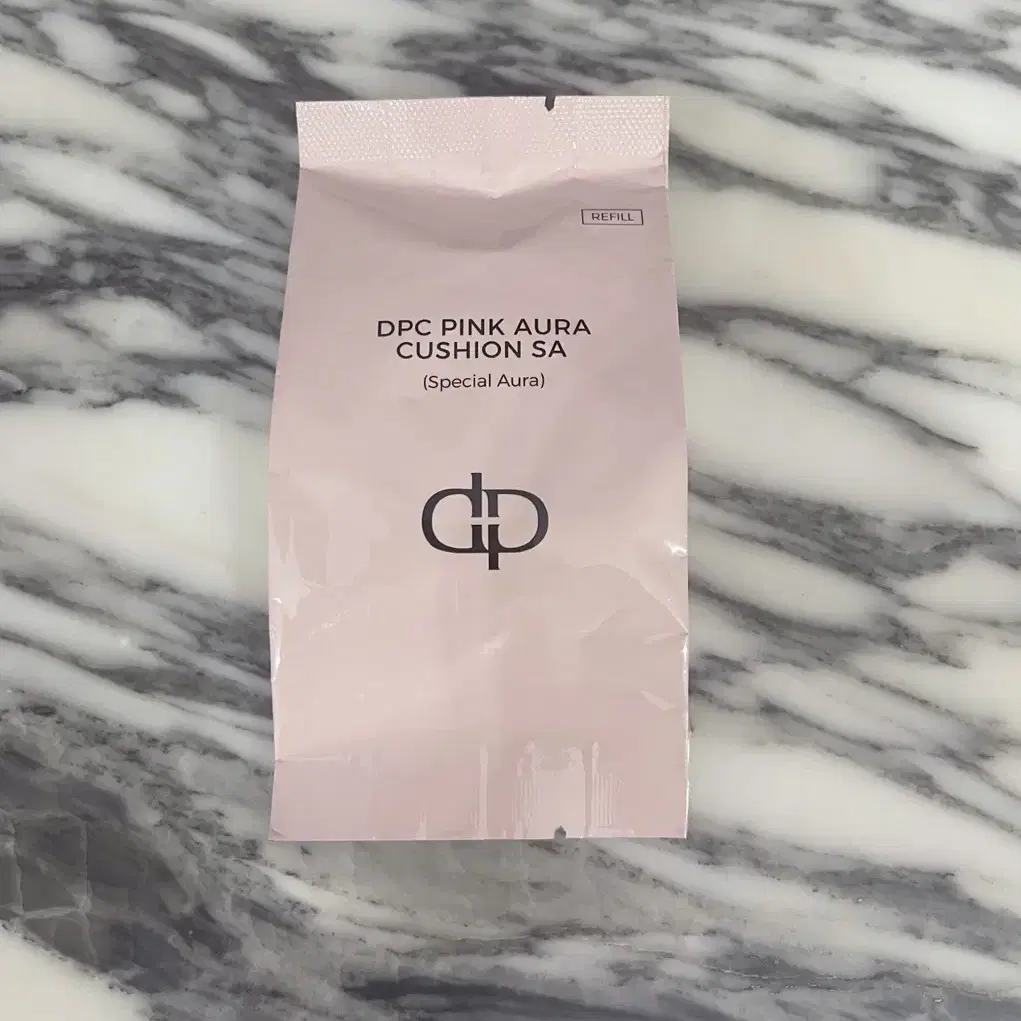 REFILL
DPC PINK AURA
CUSHION SA
(Special Aura)
dp